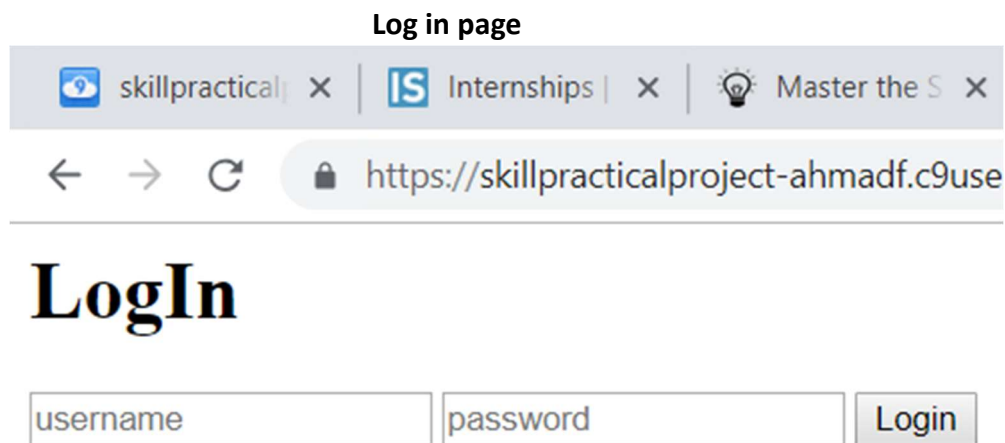 Log in page
skillpractical Internships | Master the S
https://skillpracticalproject-ahmadf.c9use
LogIn
username password Login